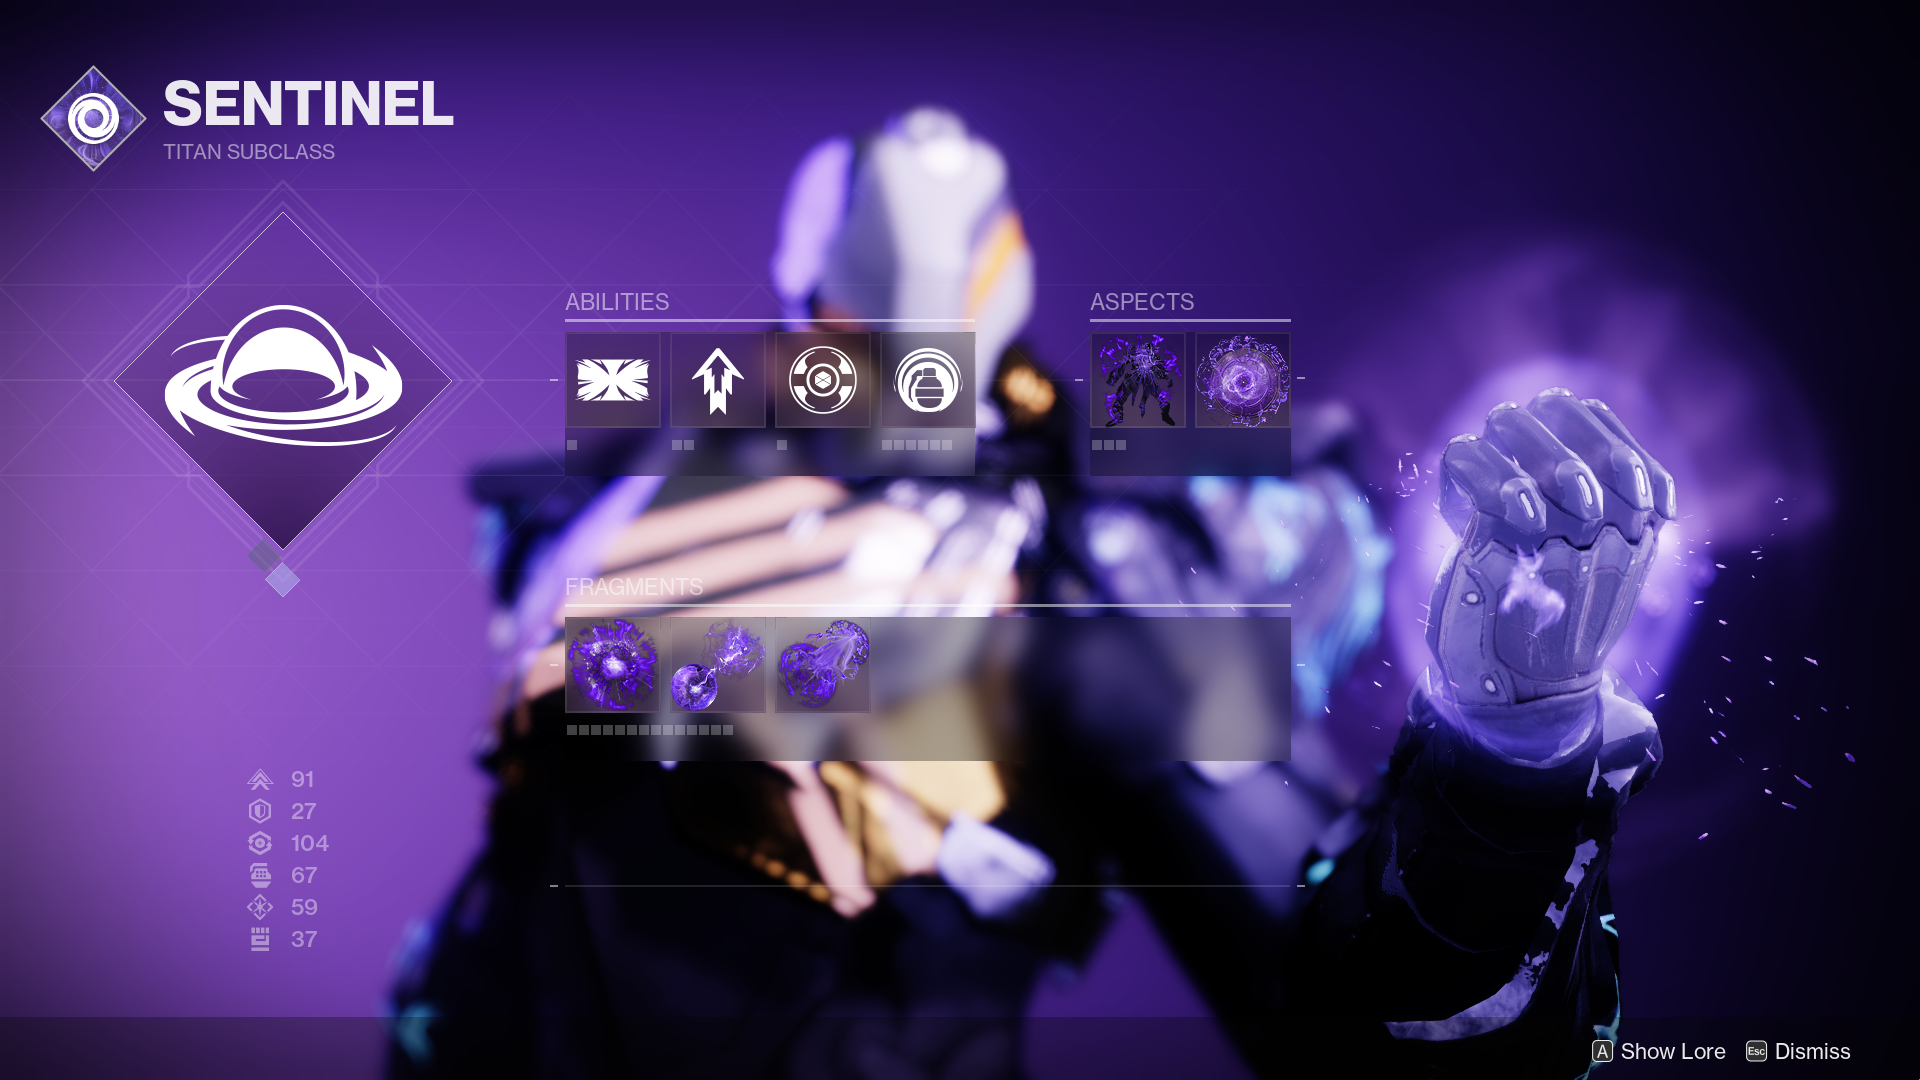 SENTINEL
TITAN SUBCLASS
ABILITIES
ASPECTS
FRAGMENTS
91
27
104
67
59
37
A Show Lore Esc Dismiss